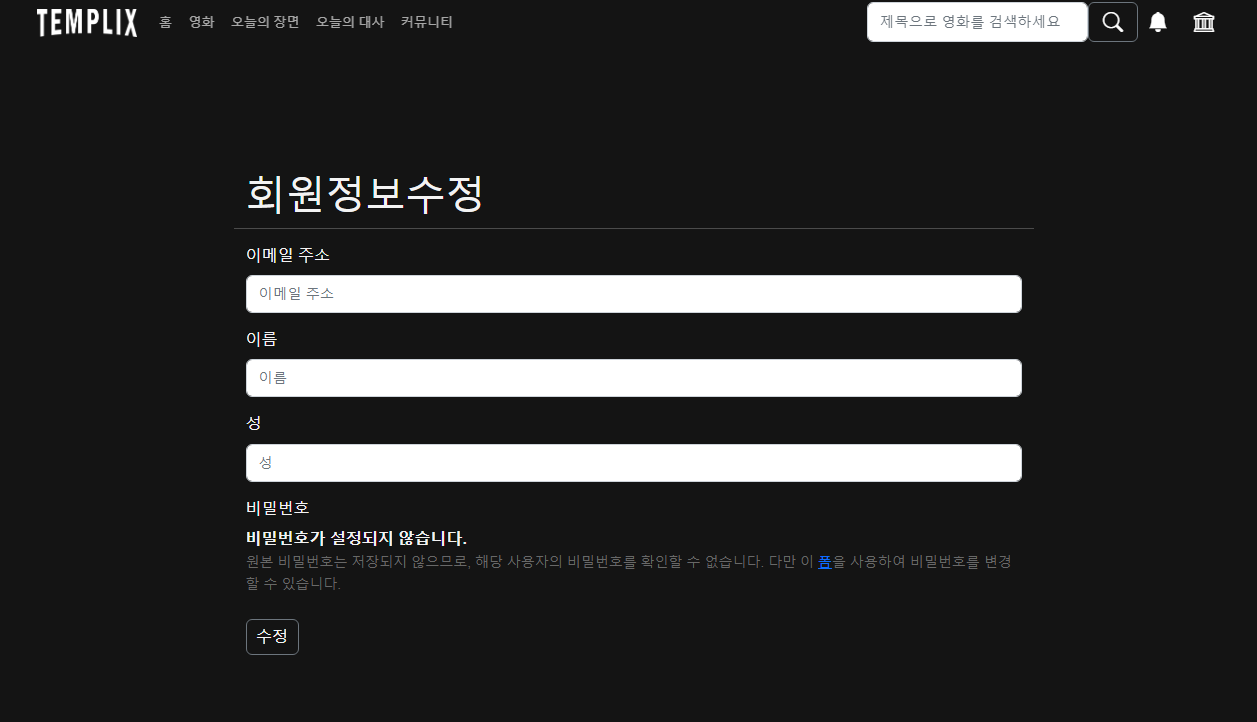 TEMPLIX 홈 영화 오늘의 장면 오늘의 대사 커뮤니티 제목으로 영화를 검색하세요
회원정보수정
이메일 주소
이메일 주소
이름
이름
성
성
비밀번호
비밀번호가 설정되지 않습니다.
원본 비밀번호는 저장되지 않으므로, 해당 사용자의 비밀번호를 확인할 수 없습니다. 다만 이 폼을 사용하여 비밀번호를 변경
할 수 있습니다.
수정